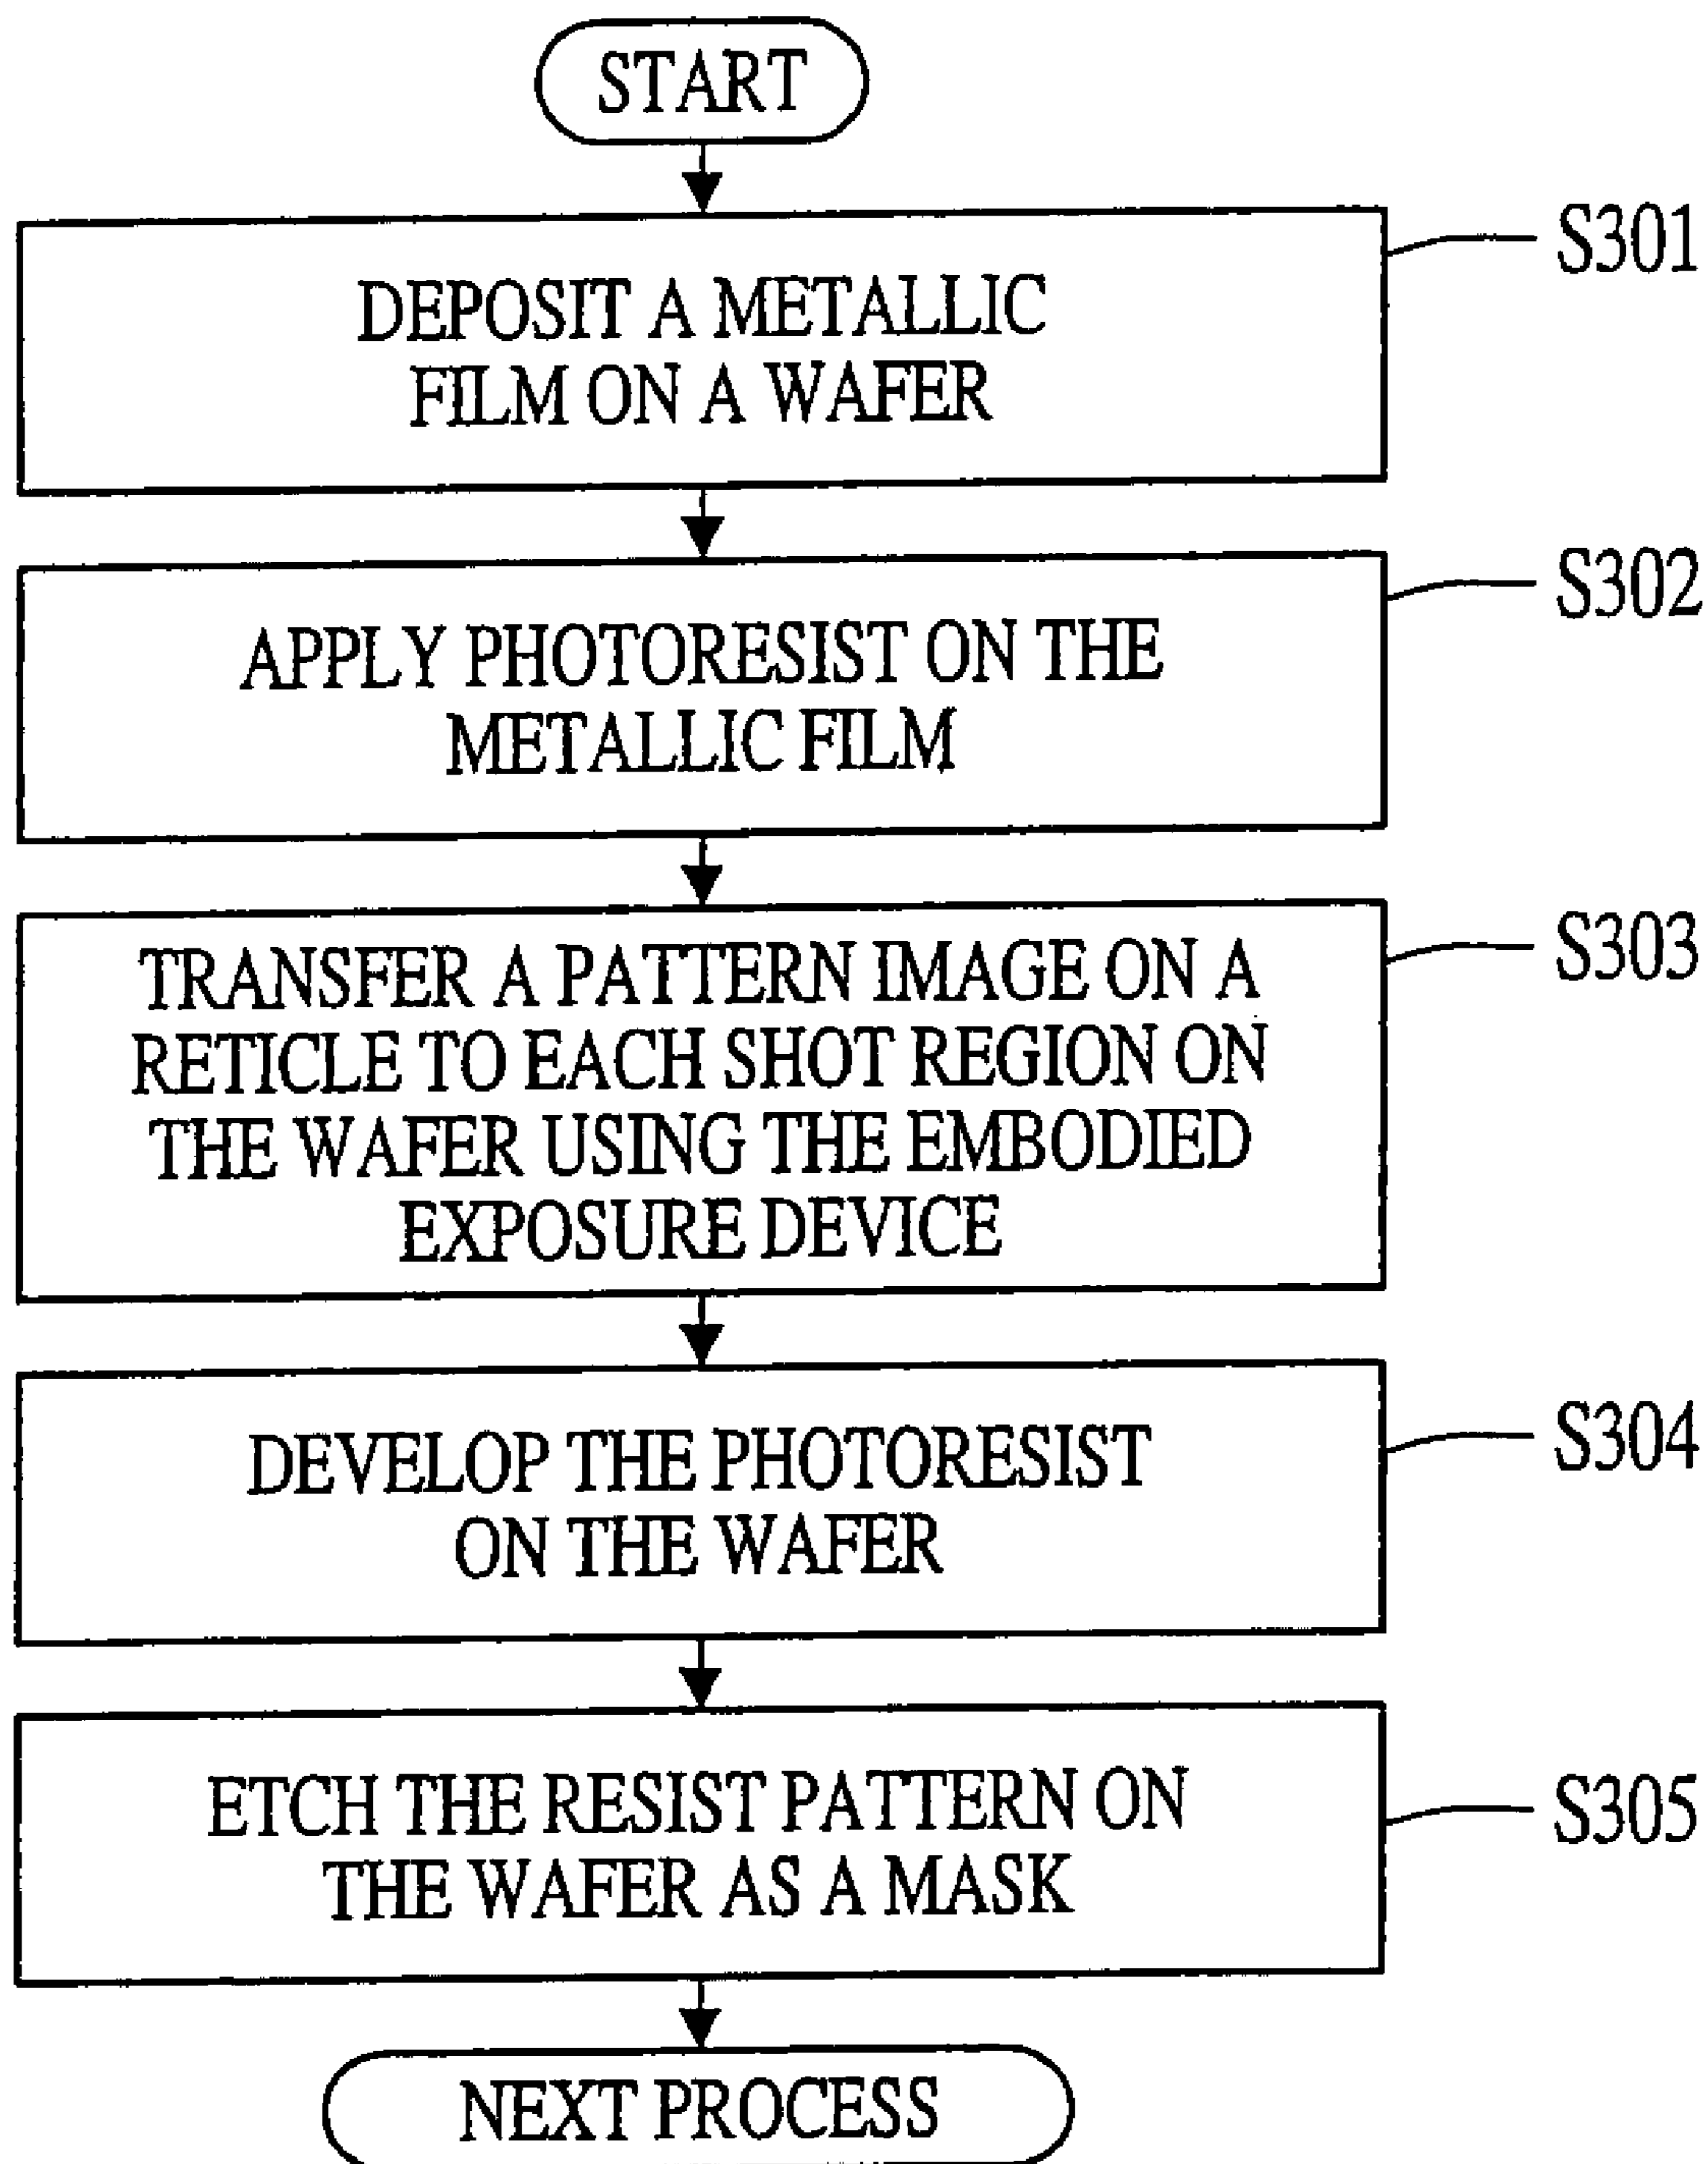 START
S301
DEPOSIT A METALLIC
FILM ON A WAFER
S302
APPLY PHOTORESIST ON THE
METALLIC FILM
S303
TRANSFER A PATTERN IMAGE ON A
RETICLE TO EACH SHOT REGION ON
THE WAFER USING THE EMBODIED
EXPOSURE DEVICE
S304
DEVELOP THE PHOTORESIST
ON THE WAFER
S305
ETCH THE RESIST PATTERN ON
THE WAFER AS A MASK
NEXT PROCESS